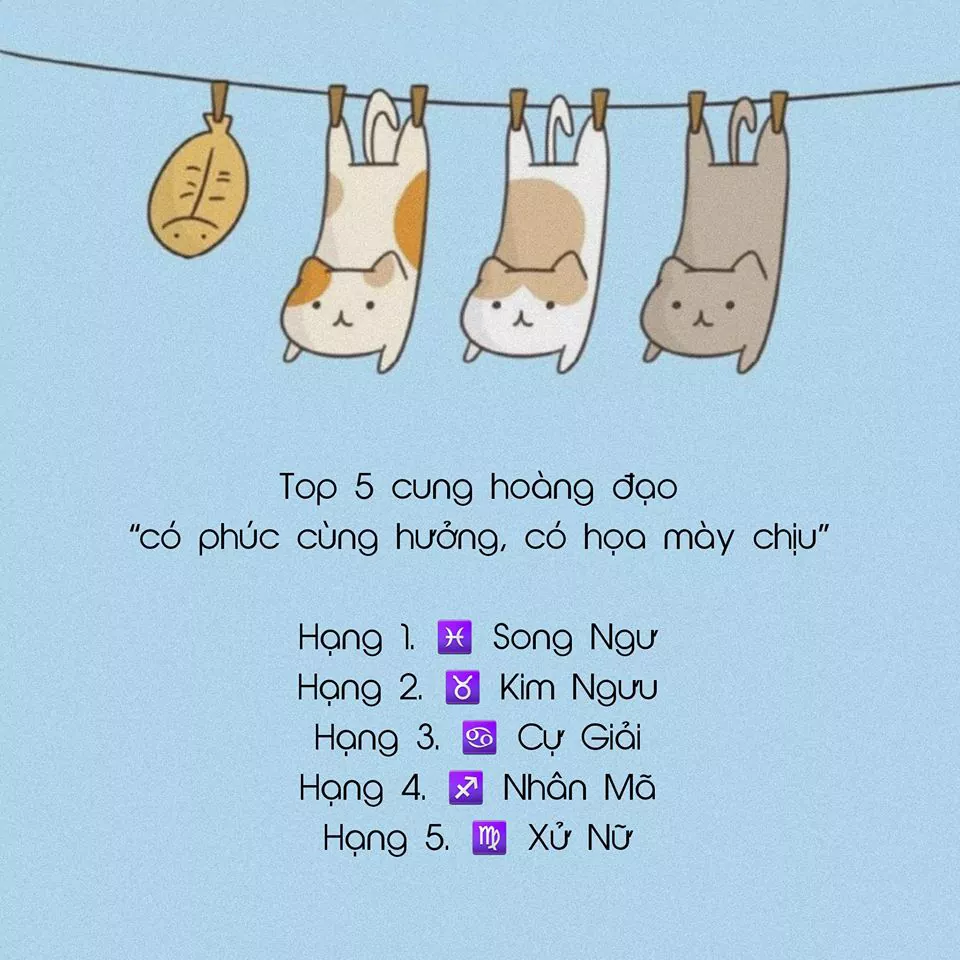 Top 5 cung hoàng đạo
“có phúc cùng hưởng, có họa mày chịu”
Hạng 1. ♓ Song Ngư
Hạng 2. ♉ Kim Ngưu
Hạng 3. ♋ Cự Giải
Hạng 4. ♐ Nhân Mã
Hạng 5. ♍ Xử Nữ